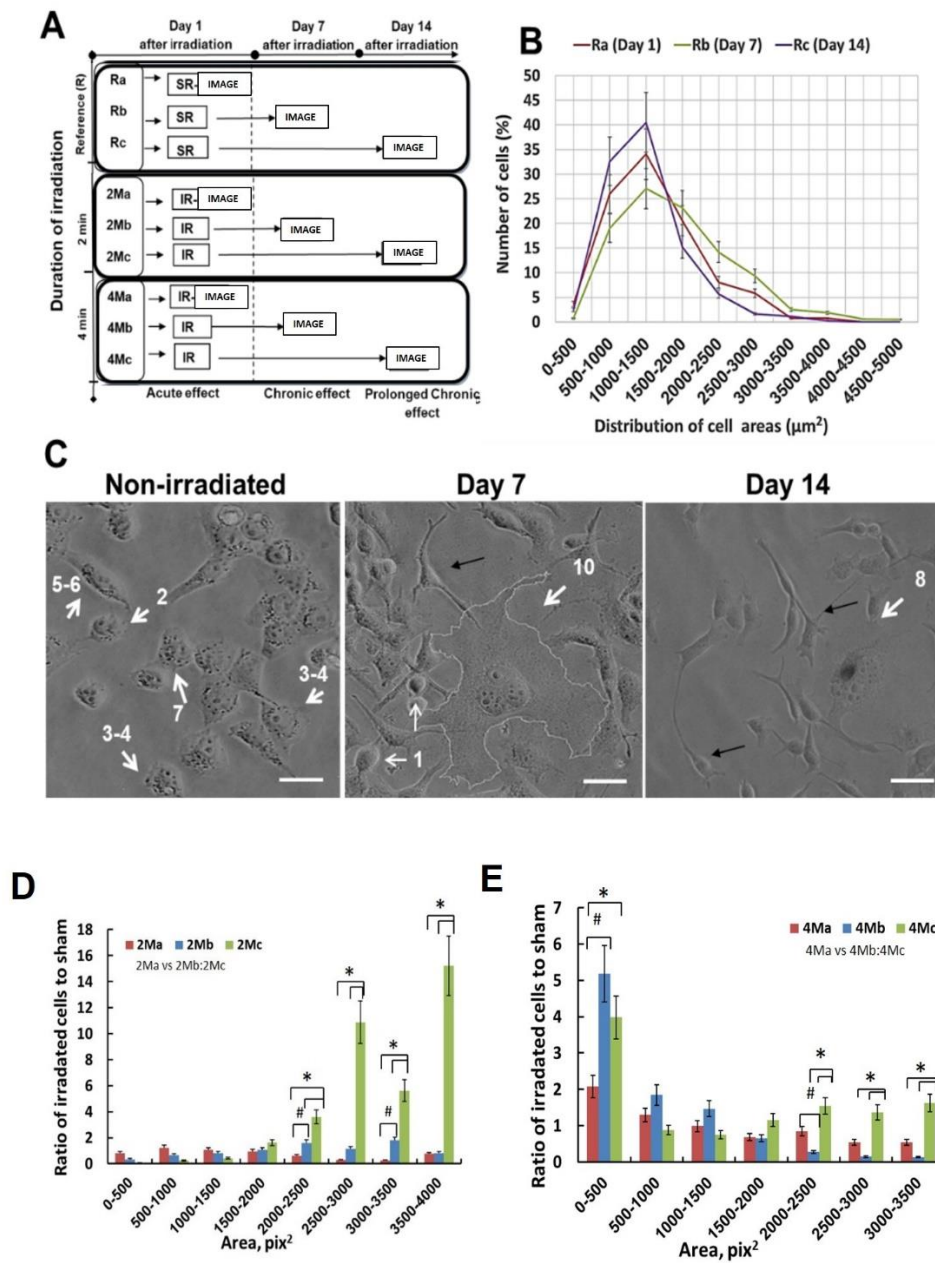 A
Day 1
after irradiation
Day 7
after irradiation
Day 14
after irradiation
Duration of irradiation
Reference (R)
Ra
SR-
IMAGE
Rb
SR
IMAGE
Rc
SR
IMAGE
2 min
2Ma
IR-
IMAGE
2Mb
IR
IMAGE
2Mc
IR
IMAGE
4 min
4Ma
IR-
IMAGE
4Mb
IR
IMAGE
4Mc
IR
IMAGE
Acute effect
Chronic effect
Prolonged Chronic
effect
B
Ra (Day 1)
Rb (Day 7)
Rc (Day 14)
Number of cells (%)
50
45
40
35
30
25
20
15
10
5
0
0-500
500-1000
1000-1500
1500-2000
2000-2500
2500-3000
3000-3500
3500-4000
4000-4500
4500-5000
Distribution of cell areas (µm²)
C
Non-irradiated
Day 7
Day 14
5-6
2
3-4
7
3-4
10
1
8
D
Ratio of irradated cells to sham
18
16
14
12
10
8
6
4
2
0
2Ma
2Mb
2Mc
2Ma vs 2Mb:2Mc
#
*
*
#
*
*
0-500
500-1000
1000-1500
1500-2000
2000-2500
2500-3000
3000-3500
3500-4000
Area, pix²
E
Ratio of irradiated cells to sham
7
6
5
4
3
2
1
0
4Ma
4Mb
4Mc
4Ma vs 4Mb:4Mc
*
#
*
#
*
*
0-500
500-1000
1000-1500
1500-2000
2000-2500
2500-3000
3000-3500
Area, pix²